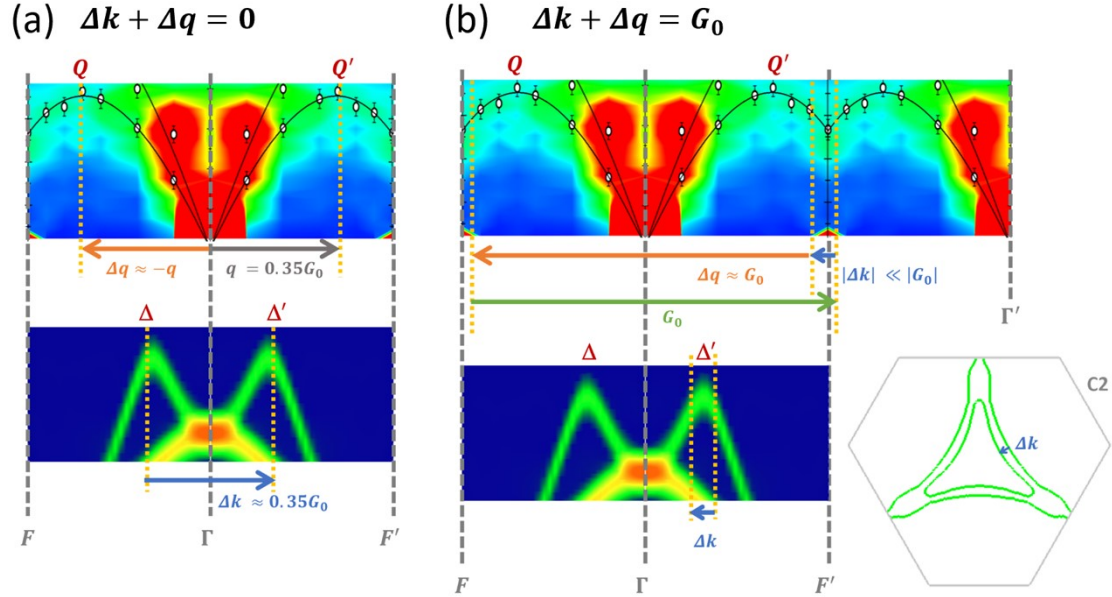 (a) Δk + Δq = 0
Q Q′
Δq ≈ −q q = 0.35G₀
Δ Δ′
Δk ≈ 0.35G₀
F Γ F′
(b) Δk + Δq = G₀
Q Q′
Δq ≈ G₀ |Δk| ≪ |G₀|
G₀
Γ′
Δ Δ′
C2
Δk
Δk
F Γ F′